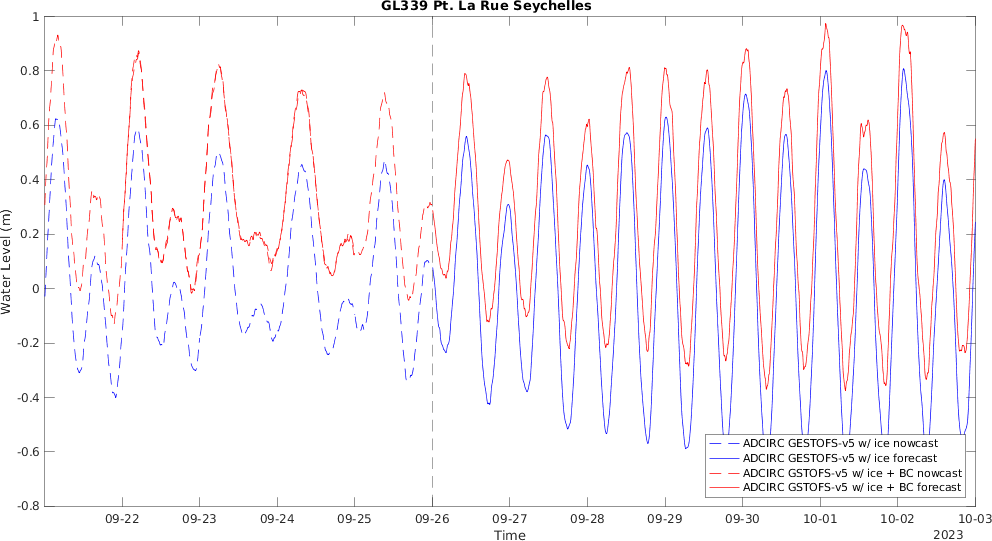 GL339 Pt. La Rue Seychelles
Water Level (m)
1
0.8
0.6
0.4
0.2
0
-0.2
-0.4
-0.6
-0.8
ADCIRC GESTOFS-v5 w/ ice nowcast
ADCIRC GESTOFS-v5 w/ ice forecast
ADCIRC GSTOFS-v5 w/ ice + BC nowcast
ADCIRC GSTOFS-v5 w/ ice + BC forecast
09-22 09-23 09-24 09-25 09-26 09-27 09-28 09-29 09-30 10-01 10-02 10-03
Time
2023